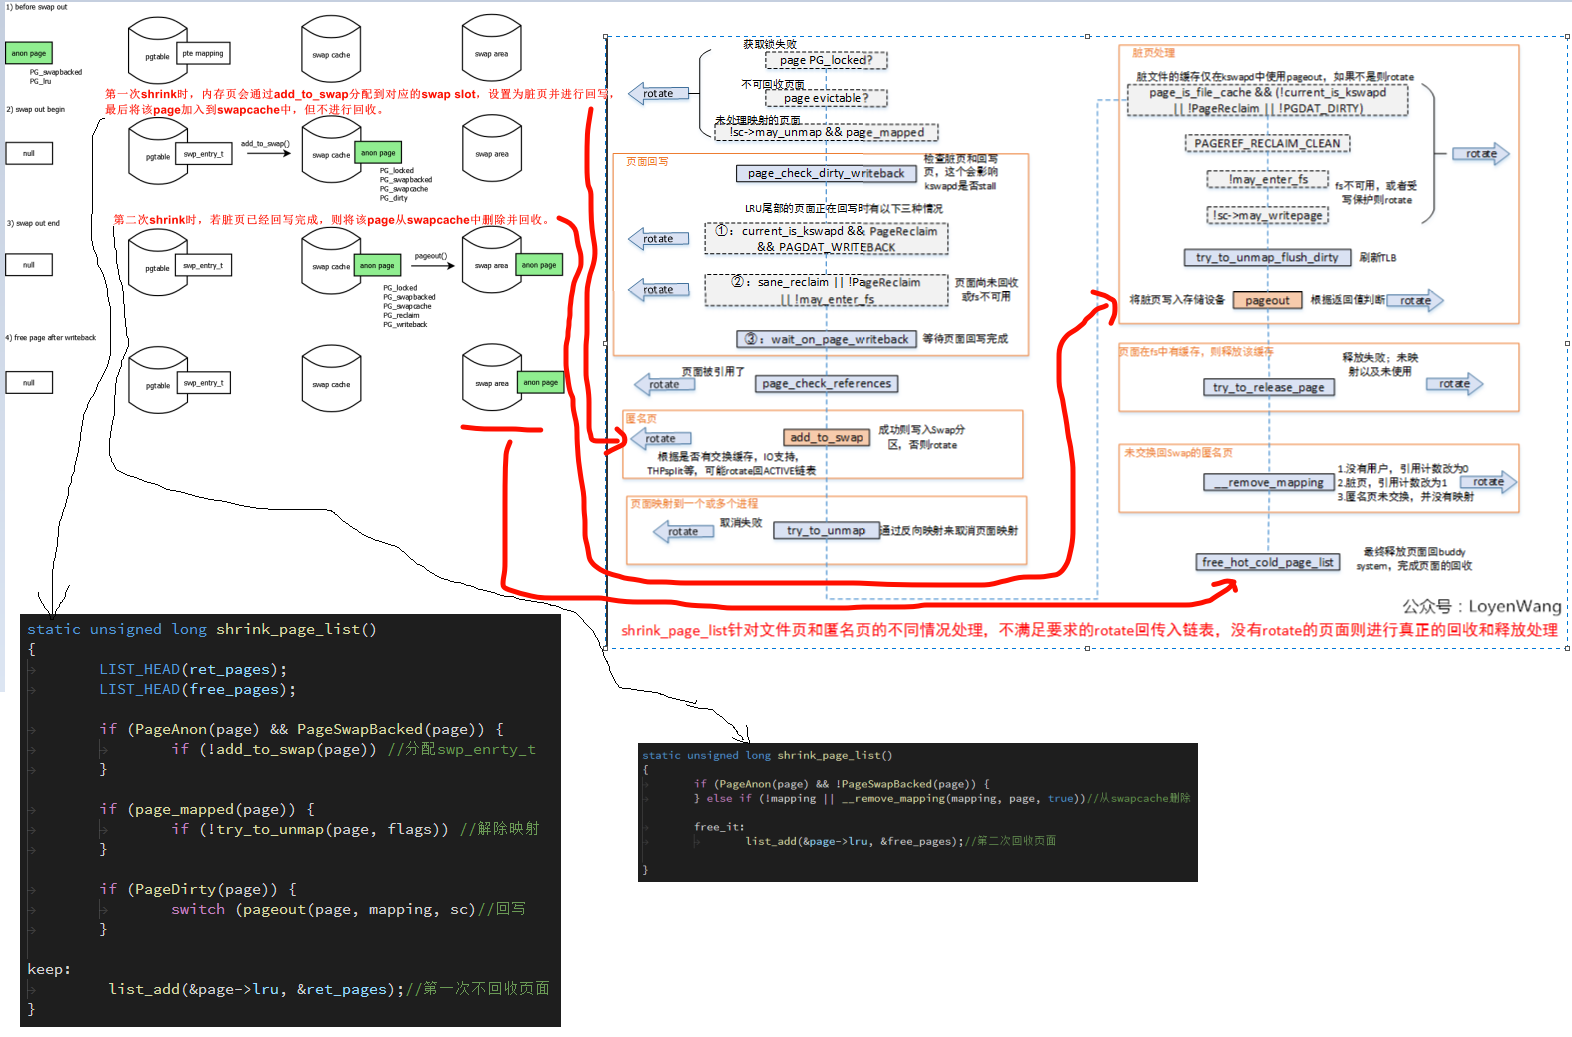 1) before swap out
anon page
PG_swapbacked
PG_lru
pgtable
pte mapping
swap cache
swap area
第一次shrink时，内存页会通过add_to_swap分配到对应的swap slot，设置为脏页并进行回写，
最后将该page加入到swapcache中，但不进行回收。
2) swap out begin
null
pgtable
swp_entry_t
add_to_swap()
swap cache
anon page
PG_locked
PG_swapbacked
PG_swapcache
PG_dirty
swap area
第二次shrink时，若脏页已经回写完成，则将该page从swapcache中删除并回收。
3) swap out end
null
pgtable
swp_entry_t
swap cache
anon page
PG_locked
PG_swapbacked
PG_swapcache
PG_reclaim
PG_writeback
pageout()
swap area
anon page
4) free page after writeback
null
pgtable
swp_entry_t
swap cache
swap area
anon page
获取锁失败
page PG_locked?
rotate
不可回收页面
page evictable?
未处理映射的页面
!sc->may_unmap && page_mapped
页面回写
page_check_dirty_writeback
检查脏页和回写
页，这个会影响
kswapd是否stall
LRU尾部的页面正在回写时有以下三种情况
rotate
①：current_is_kswapd && PageReclaim
&& PAGDAT_WRITEBACK
rotate
②：sane_reclaim || !PageReclaim
|| !may_enter_fs
页面尚未回收
或fs不可用
③：wait_on_page_writeback
等待页面回写完成
rotate
页面被引用了
page_check_references
匿名页
rotate
add_to_swap
成功则写入Swap分
区，否则rotate
根据是否有交换缓存，IO支持，
THPsplit等，可能rotate回ACTIVE链表
页面映射到一个或多个进程
rotate
取消失败
try_to_unmap
通过反向映射来取消页面映射
脏页处理
脏文件的缓存仅在kswapd中使用pageout，如果不是则rotate
page_is_file_cache && (!current_is_kswapd
|| !PageReclaim || !PGDAT_DIRTY)
PAGEREF_RECLAIM_CLEAN
rotate
!may_enter_fs
fs不可用，或者受
写保护则rotate
!sc->may_writepage
try_to_unmap_flush_dirty
刷新TLB
将脏页写入存储设备
pageout
根据返回值判断
rotate
页面在fs中有缓存，则释放该缓存
try_to_release_page
释放失败；未映
射以及未使用
rotate
未交换回Swap的匿名页
__remove_mapping
1.没有用户，引用计数改为0
2.脏页，引用计数改为1
3.匿名页未交换，并没有映射
rotate
free_hot_cold_page_list
最终释放页面回buddy
system，完成页面的回收
公众号：LoyenWang
shrink_page_list针对文件页和匿名页的不同情况处理，不满足要求的rotate回传入链表，没有rotate的页面则进行真正的回收和释放处理
static unsigned long shrink_page_list()
{
LIST_HEAD(ret_pages);
LIST_HEAD(free_pages);
if (PageAnon(page) && PageSwapBacked(page)) {
if (!add_to_swap(page)) //分配swp_enrty_t
}
if (page_mapped(page)) {
if (!try_to_unmap(page, flags)) //解除映射
}
if (PageDirty(page)) {
switch (pageout(page, mapping, sc)//回写
}
keep:
list_add(&page->lru, &ret_pages);//第一次不回收页面
}
static unsigned long shrink_page_list()
{
if (PageAnon(page) && !PageSwapBacked(page)) {
} else if (!mapping || __remove_mapping(mapping, page, true))//从swapcache删除
free_it:
list_add(&page->lru, &free_pages);//第二次回收页面
}